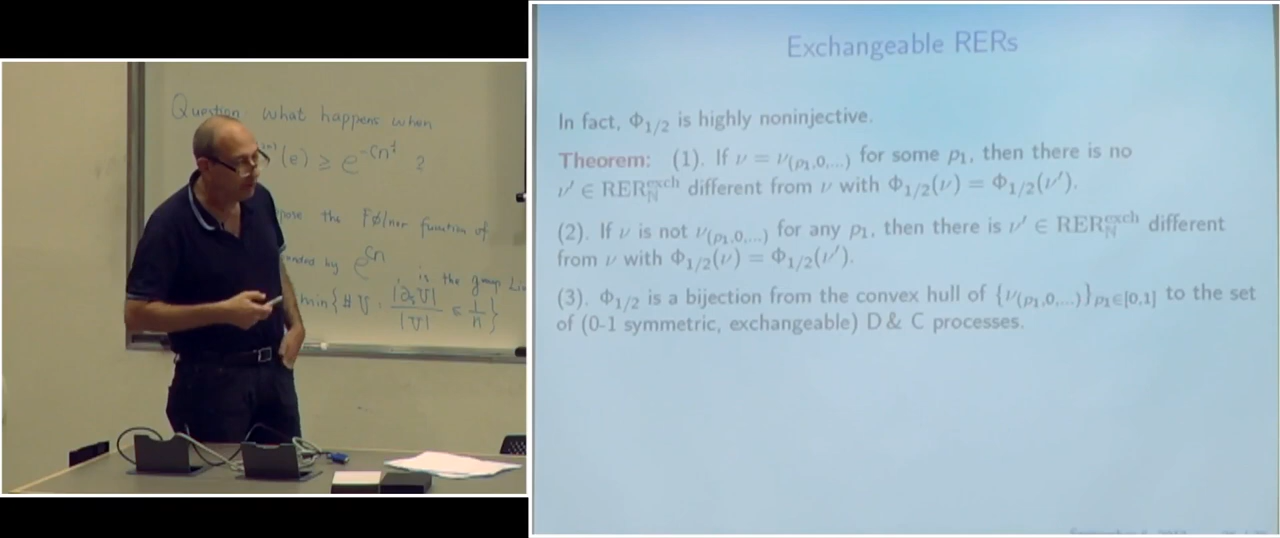 Question: what happens when
(e) ≥ e^{-Cn^{
?
pose the Følner function of
by e^{Cn}
is the group Li
min{#U : |∂_s U| / |U| ≤ 1/n}
Exchangeable RERs
In fact, Φ_{1/2} is highly noninjective.
Theorem: (1). If ν = ν_{(p_1,0,...)} for some p_1, then there is no
ν′ ∈ RER_ℕ^{exch} different from ν with Φ_{1/2}(ν) = Φ_{1/2}(ν′).
(2). If ν is not ν_{(p_1,0,...)} for any p_1, then there is ν′ ∈ RER_ℕ^{exch} different
from ν with Φ_{1/2}(ν) = Φ_{1/2}(ν′).
(3). Φ_{1/2} is a bijection from the convex hull of {ν_{(p_1,0,...)}}_{p_1∈[0,1]} to the set
of (0-1 symmetric, exchangeable) D & C processes.